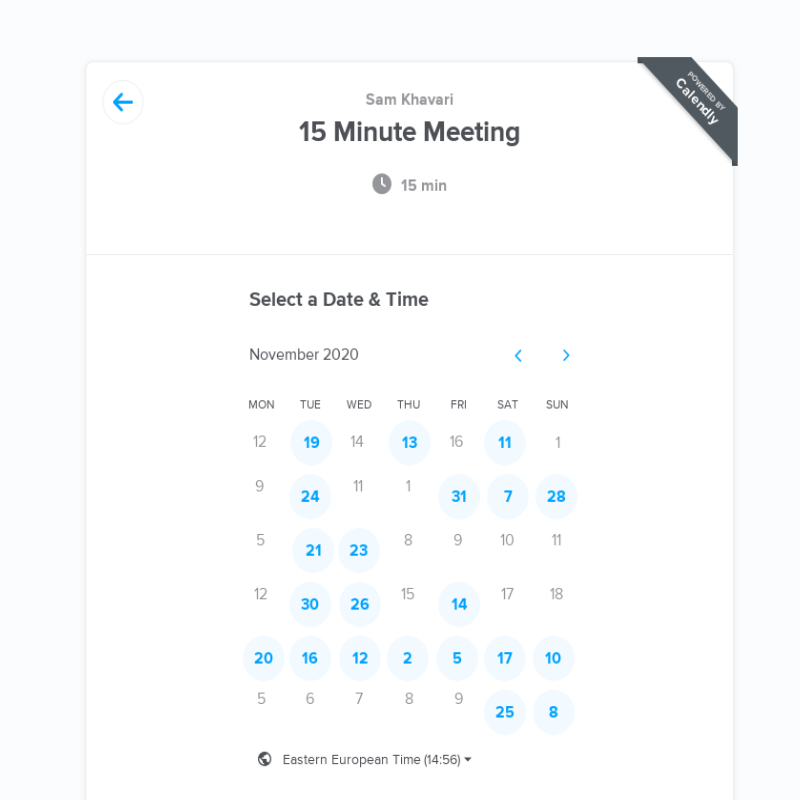 POWERED BY
Calendly
Sam Khavari
15 Minute Meeting
15 min
Select a Date & Time
November 2020
MON TUE WED THU FRI SAT SUN
12 19 14 13 16 11 1
9 24 11 1 31 7 28
5 21 23 8 9 10 11
12 30 26 15 14 17 18
20 16 12 2 5 17 10
5 6 7 8 9 25 8
Eastern European Time (14:56)